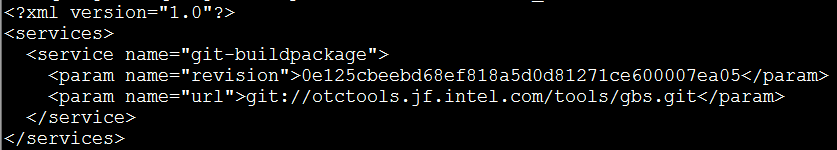 <?xml version="1.0"?>
<services>
  <service name="git-buildpackage">
    <param name="revision">0e125cbeebd68ef818a5d0d81271ce600007ea05</param>
    <param name="url">git://otctools.jf.intel.com/tools/gbs.git</param>
  </service>
</services>